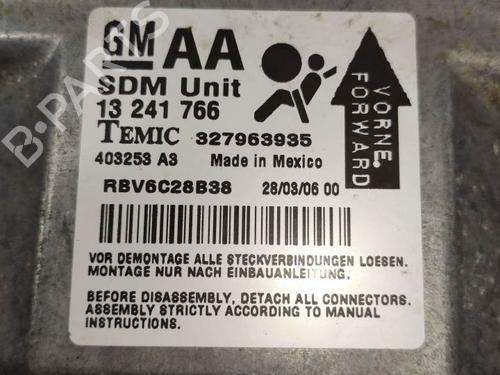 GM AA
SDM Unit
13 241 766
TEMIC 327963935
403253 A3 Made in Mexico
RBV6C28B38 28/03/06 00
VORNE.
FORWARD
VOR DEMONTAGE ALLE STECKVERBINDUNGEN LOESEN.
MONTAGE NUR NACH EINBAUANLEITUNG.
BEFORE DISASSEMBLY, DETACH ALL CONNECTORS.
ASSEMBLY STRICTLY ACCORDING TO MANUAL
INSTRUCTIONS.
B-PARTS